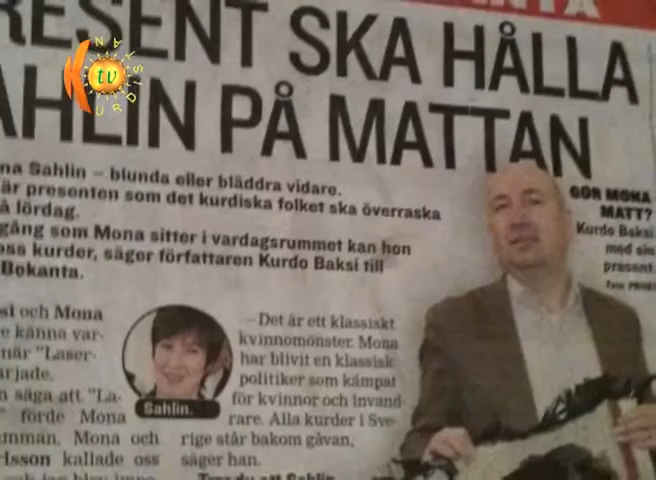 RESENT SKA HÅLLA
AHLIN PÅ MATTAN
na Sahlin – blunda eller bläddra vidare.
är presenten som det kurdiska folket ska överraska
å lördag.
gång som Mona sitter i vardagsrummet kan hon
oss kurder, säger författaren Kurdo Baksi till
Bekanta.
GÖR MONA
MATT?
Kurdo Baksi
med sin
present.
si och Mona
e känna var-
när "Laser-
arjade.
n säga att "La-
" förde Mona
umman. Mona och
rlsson kallade oss
Sahlin.
–Det är ett klassiskt
kvinnomönster. Mona
har blivit en klassisk
politiker som kämpat
för kvinnor och invand-
rare. Alla kurder i Sve-
rige står bakom gåvan,
säger han.
K tv
KURDISTAN